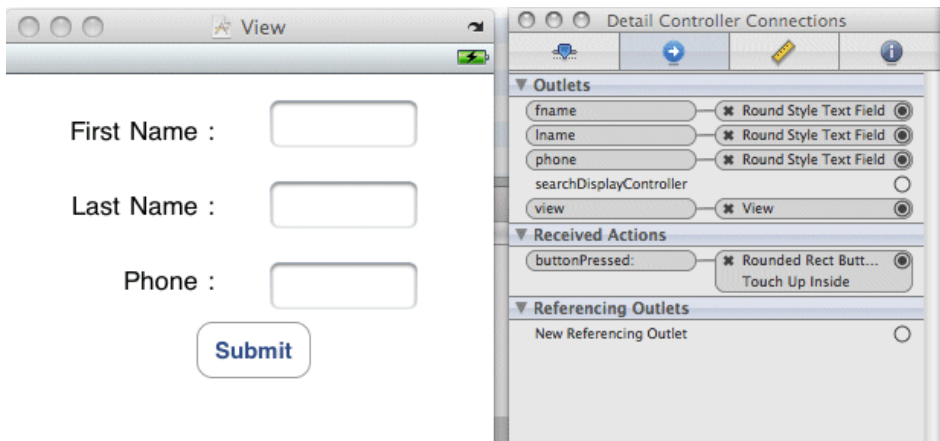 View
First Name :
Last Name :
Phone :
Submit
Detail Controller Connections
Outlets
fname Round Style Text Field
lname Round Style Text Field
phone Round Style Text Field
searchDisplayController
view View
Received Actions
buttonPressed: Rounded Rect Butt...
Touch Up Inside
Referencing Outlets
New Referencing Outlet